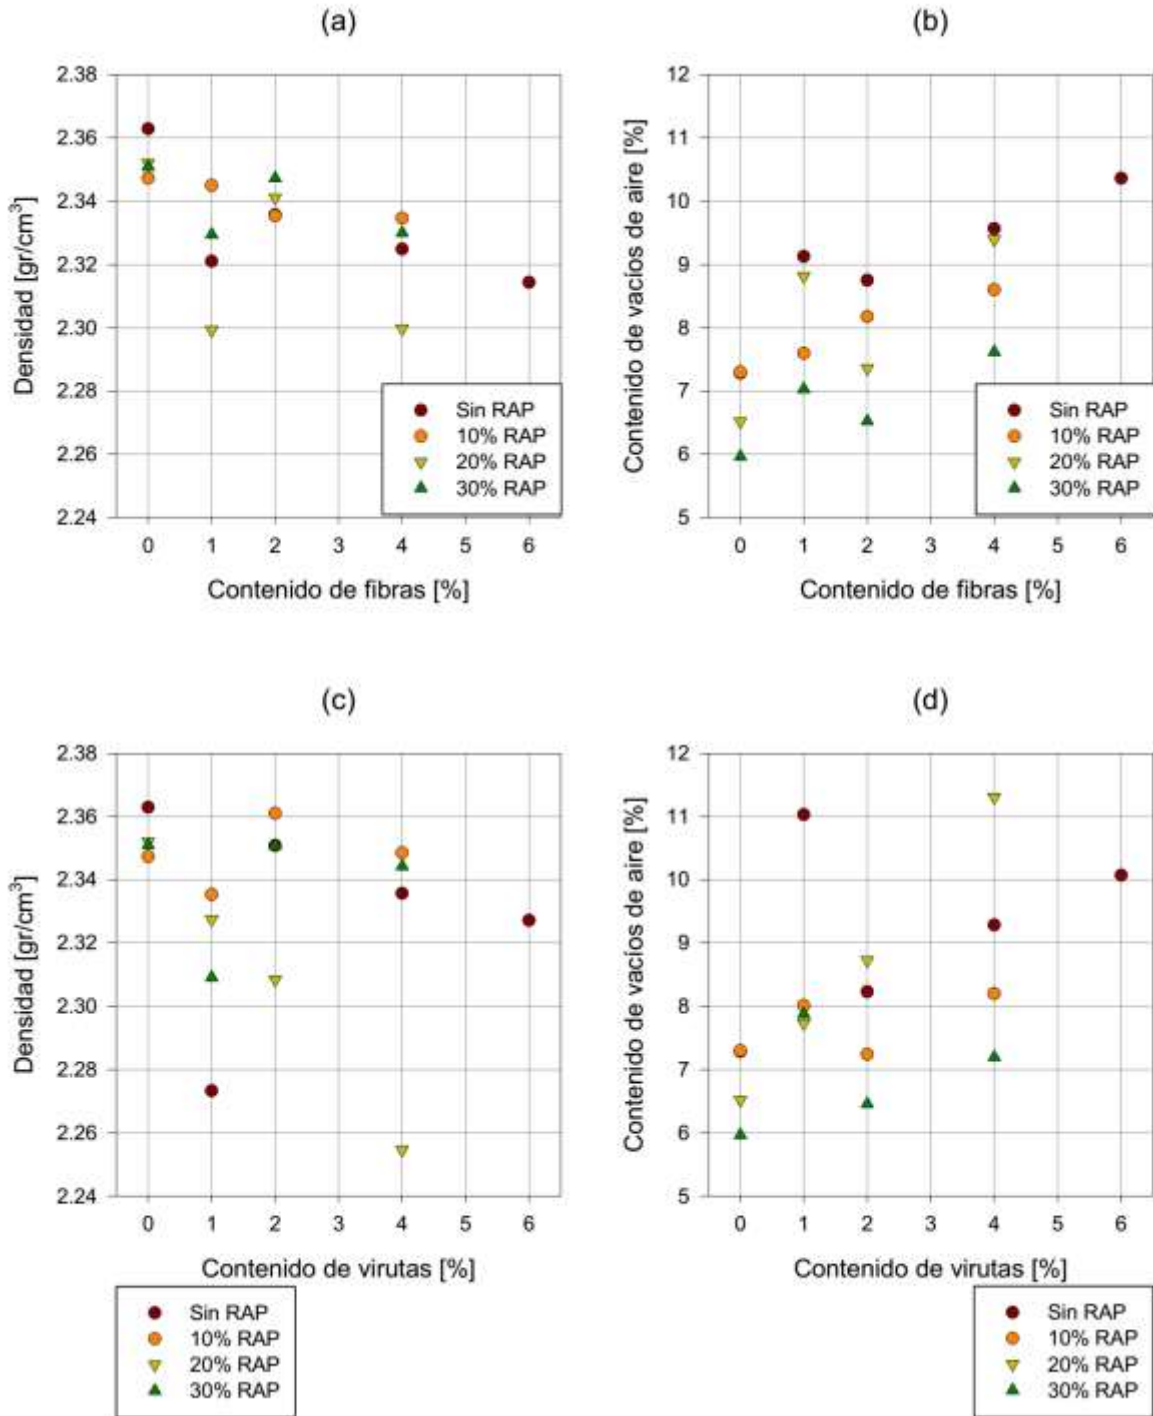 (a)
2.38
2.36
2.34
2.32
2.30
2.28
2.26
2.24
Densidad [gr/cm³]
0 1 2 3 4 5 6
Contenido de fibras [%]
Sin RAP
10% RAP
20% RAP
30% RAP
(b)
12
11
10
9
8
7
6
5
Contenido de vacíos de aire [%]
0 1 2 3 4 5 6
Contenido de fibras [%]
Sin RAP
10% RAP
20% RAP
30% RAP
(c)
2.38
2.36
2.34
2.32
2.30
2.28
2.26
2.24
Densidad [gr/cm³]
0 1 2 3 4 5 6
Contenido de virutas [%]
Sin RAP
10% RAP
20% RAP
30% RAP
(d)
12
11
10
9
8
7
6
5
Contenido de vacíos de aire [%]
0 1 2 3 4 5 6
Contenido de virutas [%]
Sin RAP
10% RAP
20% RAP
30% RAP